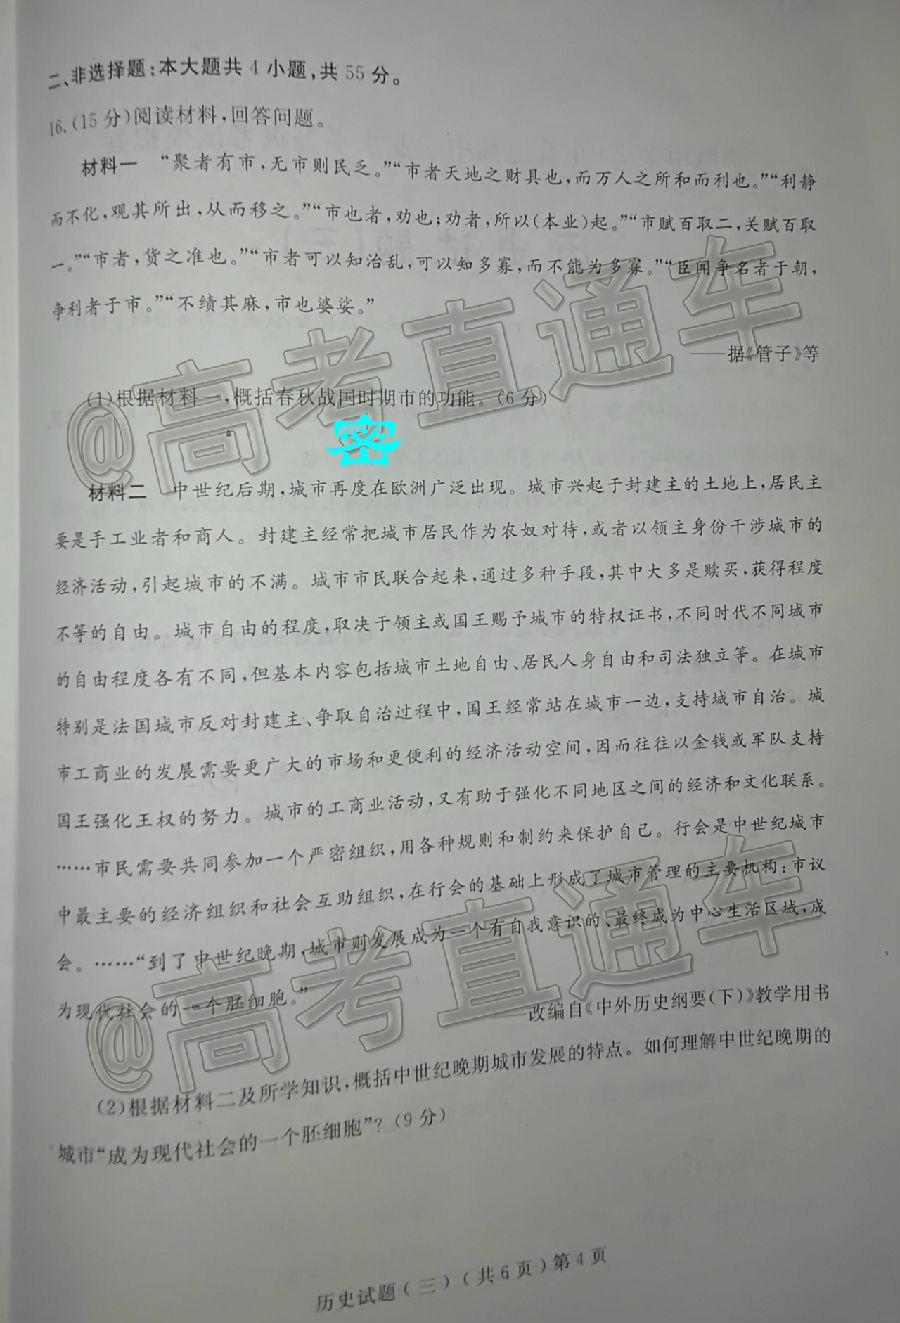 二、非选择题：本大题共 4 小题，共 55 分。
16.(15 分)阅读材料，回答问题。
材料一 “聚者有市，无市则民乏。”“市者天地之财具也，而万人之所和而利也。”“利静
而不化，观其所出，从而移之。”“市也者，劝也；劝者，所以(本业)起。”“市赋百取二，关赋百取
一。”“市者，货之准也。”“市者可以知治乱，可以知多寡，而不能为多寡。”“臣闻争名者于朝，
争利者于市。”“不绩其麻，市也婆娑。”
——据《管子》等
(1)根据材料一，概括春秋战国时期市的功能。(6 分)
密
材料二 中世纪后期，城市再度在欧洲广泛出现。城市兴起于封建主的土地上，居民主
要是手工业者和商人。封建主经常把城市居民作为农奴对待，或者以领主身份干涉城市的
经济活动，引起城市的不满。城市市民联合起来，通过多种手段，其中大多是赎买，获得程度
不等的自由。城市自由的程度，取决于领主或国王赐予城市的特权证书，不同时代不同城市
的自由程度各有不同，但基本内容包括城市土地自由、居民人身自由和司法独立等。在城市
特别是法国城市反对封建主、争取自治过程中，国王经常站在城市一边，支持城市自治。城
市工商业的发展需要更广大的市场和更便利的经济活动空间，因而往往以金钱或军队支持
国王强化王权的努力。城市的工商业活动，又有助于强化不同地区之间的经济和文化联系。
……市民需要共同参加一个严密组织，用各种规则和制约来保护自己。行会是中世纪城市
中最主要的经济组织和社会互助组织，在行会的基础上形成了城市管理的主要机构：市议
会。……“到了中世纪晚期，城市则发展成为一个有自我意识的、最终成为中心生活区域，成
为现代社会的一个胚细胞。”
改编自《中外历史纲要(下)》教学用书
(2)根据材料二及所学知识，概括中世纪晚期城市发展的特点。如何理解中世纪晚期的
城市“成为现代社会的一个胚细胞”？(9 分)
历史试题(三)(共 6 页)第 4 页
@高考直通车
@高考直通车